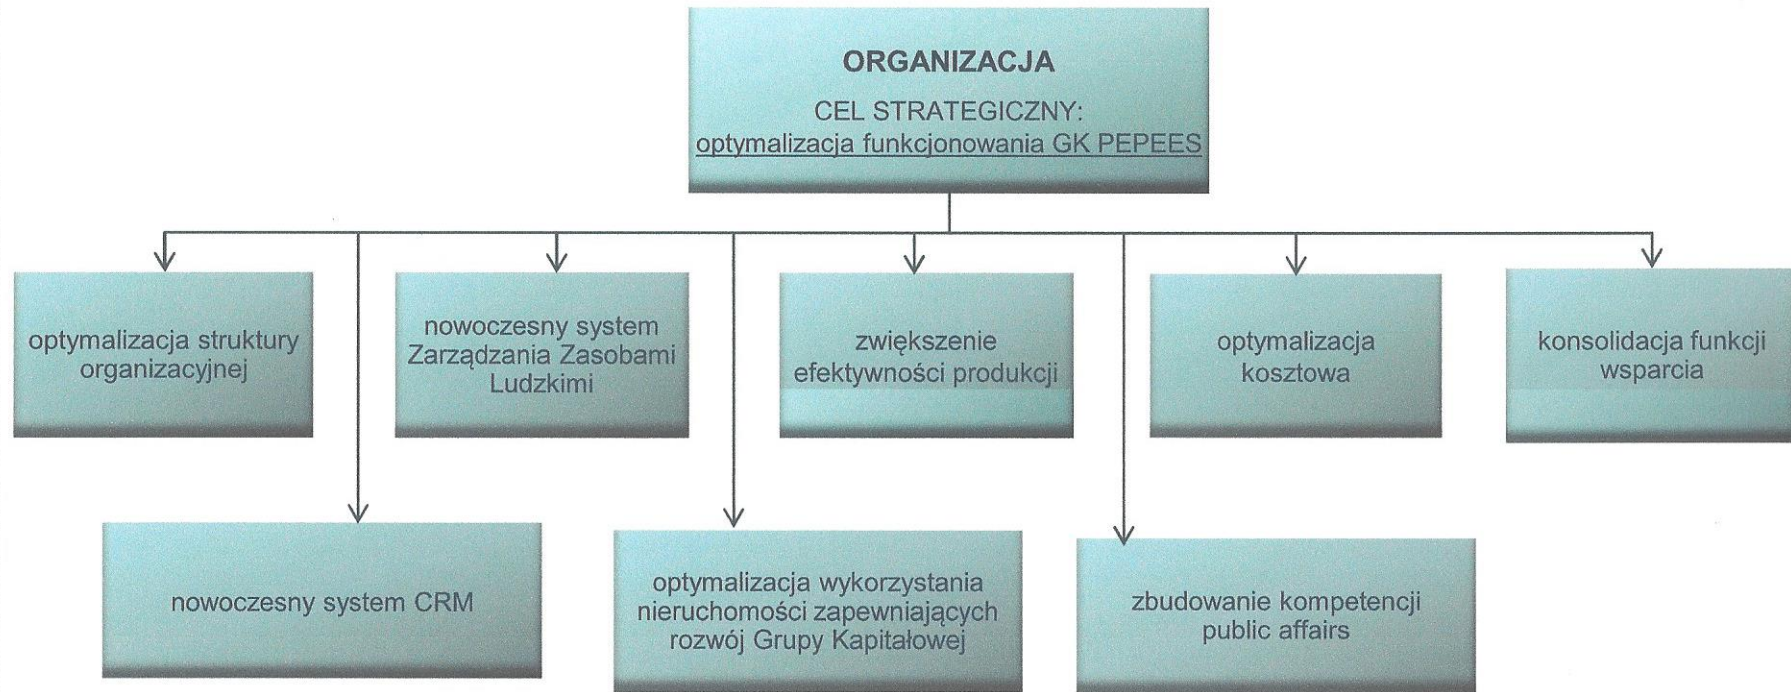 ORGANIZACJA
CEL STRATEGICZNY:
optymalizacja funkcjonowania GK PEPEES
optymalizacja struktury
organizacyjnej
nowoczesny system
Zarządzania Zasobami
Ludzkimi
zwiększenie
efektywności produkcji
optymalizacja
kosztowa
konsolidacja funkcji
wsparcia
nowoczesny system CRM
optymalizacja wykorzystania
nieruchomości zapewniających
rozwój Grupy Kapitałowej
zbudowanie kompetencji
public affairs